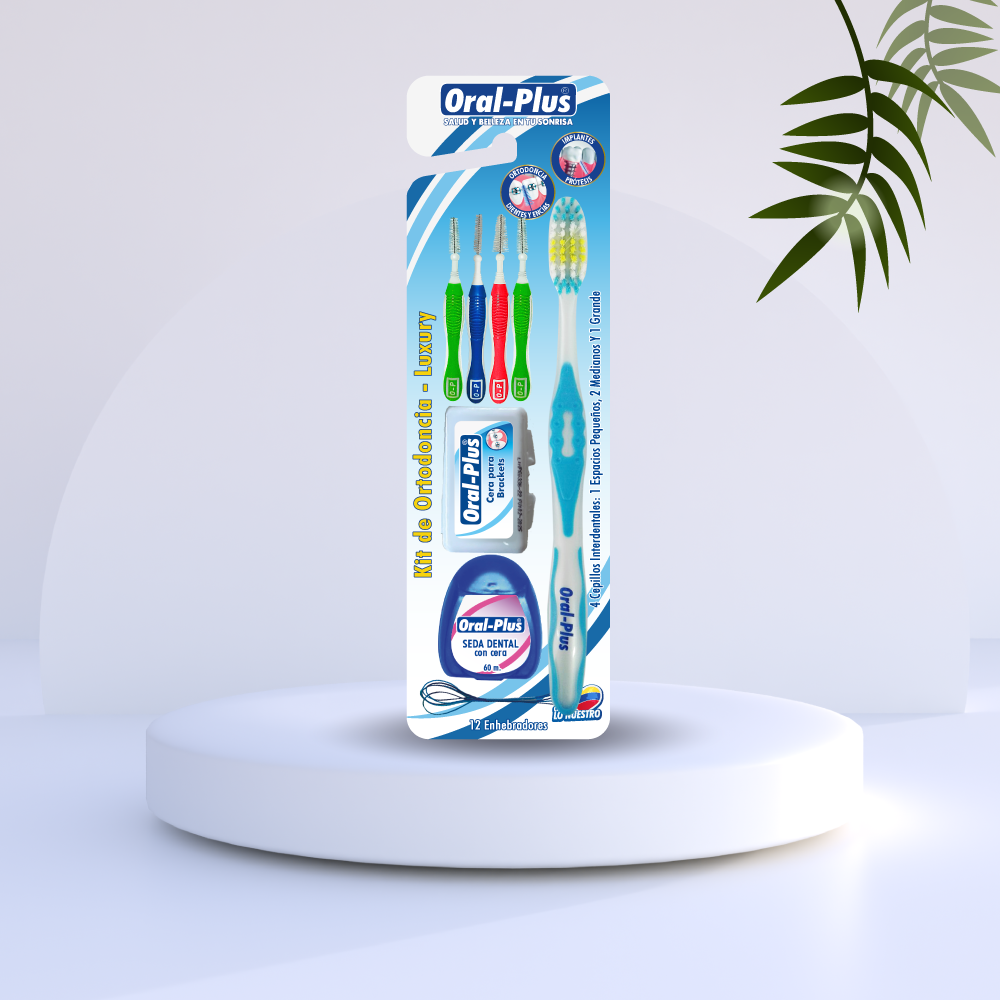 Oral-Plus®
SALUD Y BELLEZA EN TU SONRISA
IMPLANTES
PRÓTESIS
ORTODONCIA
DIENTES Y ENCIAS
Kit de Ortodoncia - Luxury
4 Cepillos Interdentales: 1 Espacios Pequeños, 2 Medianos Y 1 Grande
O-P
O-P
O-P
O-P
Oral-Plus®
Cera para
Brackets
Oral-Plus®
SEDA DENTAL
con cera
60 m.
Oral-Plus
LO NUESTRO
12 Enhebradores